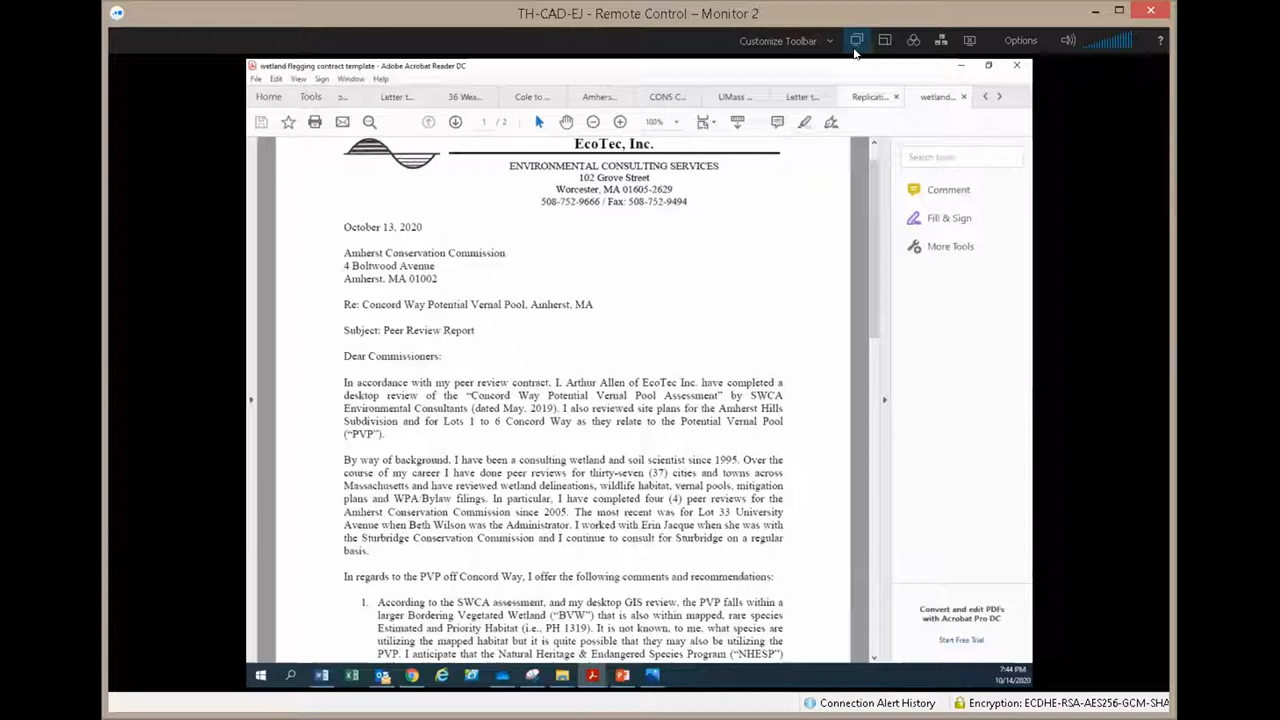 TH-CAD-EJ - Remote Control – Monitor 2
Customize Toolbar
Options
?
wetland flagging contract template - Adobe Acrobat Reader DC
File Edit View Sign Window Help
Home Tools Letter t... 36 Wea... Cole to ... Amhers... CONS C... UMass ... Letter t... Replicati... wetland...
1 / 2 100%
Search tools
EcoTec, Inc.
ENVIRONMENTAL CONSULTING SERVICES
102 Grove Street
Worcester, MA 01605-2629
508-752-9666 / Fax: 508-752-9494
Comment
Fill & Sign
More Tools
October 13, 2020
Amherst Conservation Commission
4 Boltwood Avenue
Amherst, MA 01002
Re: Concord Way Potential Vernal Pool, Amherst, MA
Subject: Peer Review Report
Dear Commissioners:
In accordance with my peer review contract, I, Arthur Allen of EcoTec Inc. have completed a
desktop review of the “Concord Way Potential Vernal Pool Assessment” by SWCA
Environmental Consultants (dated May, 2019). I also reviewed site plans for the Amherst Hills
Subdivision and for Lots 1 to 6 Concord Way as they relate to the Potential Vernal Pool
(“PVP”).
By way of background, I have been a consulting wetland and soil scientist since 1995. Over the
course of my career I have done peer reviews for thirty-seven (37) cities and towns across
Massachusetts and have reviewed wetland delineations, wildlife habitat, vernal pools, mitigation
plans and WPA/Bylaw filings. In particular, I have completed four (4) peer reviews for the
Amherst Conservation Commission since 2005. The most recent was for Lot 33 University
Avenue when Beth Wilson was the Administrator. I worked with Erin Jacque when she was with
the Sturbridge Conservation Commission and I continue to consult for Sturbridge on a regular
basis.
In regards to the PVP off Concord Way, I offer the following comments and recommendations:
1. According to the SWCA assessment, and my desktop GIS review, the PVP falls within a
larger Bordering Vegetated Wetland (“BVW”) that is also within mapped, rare species
Estimated and Priority Habitat (i.e., PH 1319). It is not known, to me, what species are
utilizing the mapped habitat but it is quite possible that they may also be utilizing the
PVP. I anticipate that the Natural Heritage & Endangered Species Program (“NHESP”)
Convert and edit PDFs
with Acrobat Pro DC
Start Free Trial
7:44 PM
10/14/2020
Connection Alert History
Encryption: ECDHE-RSA-AES256-GCM-SHA